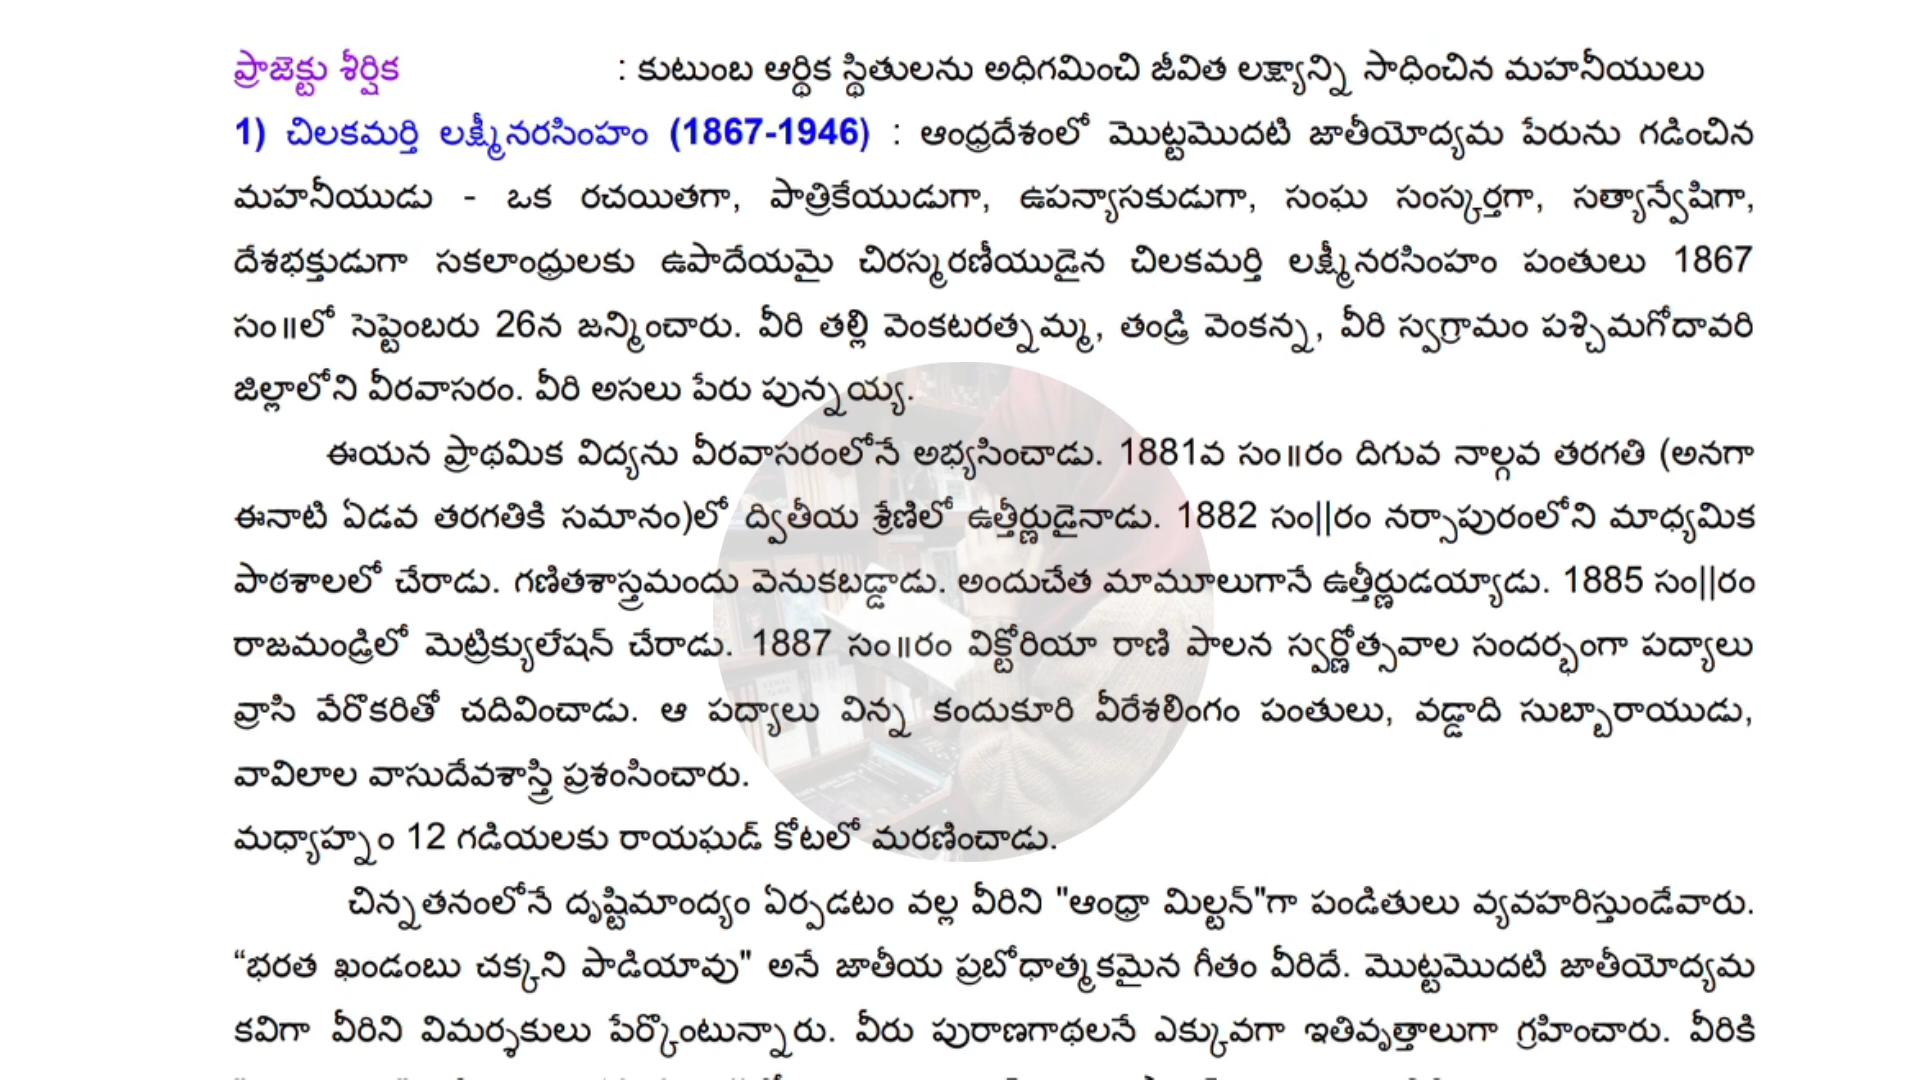 ప్రాజెక్టు శీర్షిక : కుటుంబ ఆర్థిక స్థితులను అధిగమించి జీవిత లక్ష్యాన్ని సాధించిన మహనీయులు
1) చిలకమర్తి లక్ష్మీనరసింహం (1867-1946) : ఆంధ్రదేశంలో మొట్టమొదటి జాతీయోద్యమ పేరును గడించిన
మహనీయుడు - ఒక రచయితగా, పాత్రికేయుడుగా, ఉపన్యాసకుడుగా, సంఘ సంస్కర్తగా, సత్యాన్వేషిగా,
దేశభక్తుడుగా సకలాంధ్రులకు ఉపాదేయమై చిరస్మరణీయుడైన చిలకమర్తి లక్ష్మీనరసింహం పంతులు 1867
సం॥లో సెప్టెంబరు 26న జన్మించారు. వీరి తల్లి వెంకటరత్నమ్మ, తండ్రి వెంకన్న, వీరి స్వగ్రామం పశ్చిమగోదావరి
జిల్లాలోని వీరవాసరం. వీరి అసలు పేరు పున్నయ్య.
ఈయన ప్రాథమిక విద్యను వీరవాసరంలోనే అభ్యసించాడు. 1881వ సం॥రం దిగువ నాల్గవ తరగతి (అనగా
ఈనాటి ఏడవ తరగతికి సమానం)లో ద్వితీయ శ్రేణిలో ఉత్తీర్ణుడైనాడు. 1882 సం||రం నర్సాపురంలోని మాధ్యమిక
పాఠశాలలో చేరాడు. గణితశాస్త్రమందు వెనుకబడ్డాడు. అందుచేత మామూలుగానే ఉత్తీర్ణుడయ్యాడు. 1885 సం||రం
రాజమండ్రిలో మెట్రిక్యులేషన్ చేరాడు. 1887 సం॥రం విక్టోరియా రాణి పాలన స్వర్ణోత్సవాల సందర్భంగా పద్యాలు
వ్రాసి వేరొకరితో చదివించాడు. ఆ పద్యాలు విన్న కందుకూరి వీరేశలింగం పంతులు, వడ్డాది సుబ్బారాయుడు,
వావిలాల వాసుదేవశాస్త్రి ప్రశంసించారు.
మధ్యాహ్నం 12 గడియలకు రాయఘడ్ కోటలో మరణించాడు.
చిన్నతనంలోనే దృష్టిమాంద్యం ఏర్పడటం వల్ల వీరిని "ఆంధ్రా మిల్టన్"గా పండితులు వ్యవహరిస్తుండేవారు.
“భరత ఖండంబు చక్కని పాడియావు" అనే జాతీయ ప్రబోధాత్మకమైన గీతం వీరిదే. మొట్టమొదటి జాతీయోద్యమ
కవిగా వీరిని విమర్శకులు పేర్కొంటున్నారు. వీరు పురాణగాథలనే ఎక్కువగా ఇతివృత్తాలుగా గ్రహించారు. వీరికి